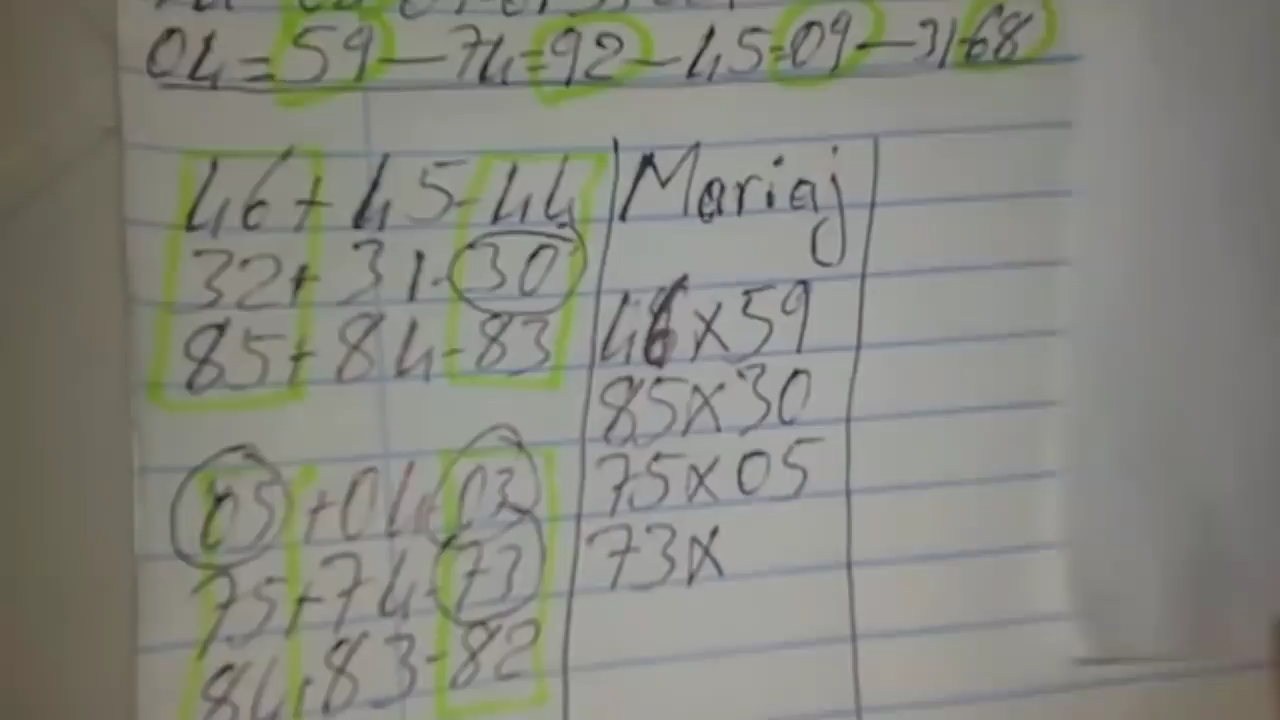 04=59-74=92-45=09-31-68
46+45-44
32+31-30
85+84-83
05+04-03
75+74-73
84+83-82
Mariaj
46x59
85x30
75x05
73x